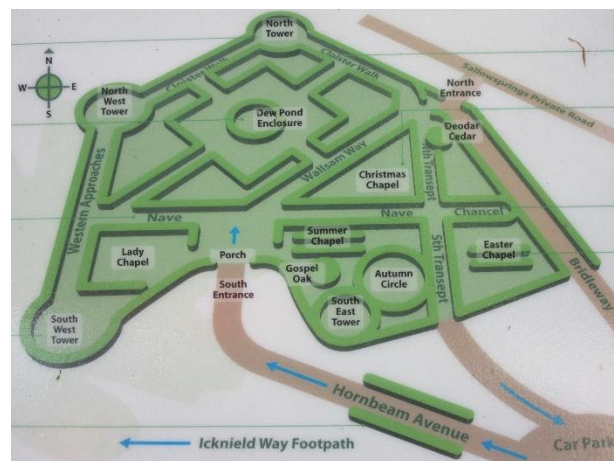 North
Tower
N
W
E
S
Cloister Walk
Cloister Walk
Sallowsprings Private Road
North
Entrance
North
West
Tower
Dew Pond
Enclosure
Deodar
Cedar
Wallsam Way
Nth Transept
Christmas
Chapel
Western Approaches
Nave
Nave
Chancel
Lady
Chapel
Porch
Summer
Chapel
Easter
Chapel
Gospel
Oak
Autumn
Circle
Sth Transept
Bridleway
South
Entrance
South
West
Tower
South
East
Tower
Hornbeam Avenue
Icknield Way Footpath
Car Park